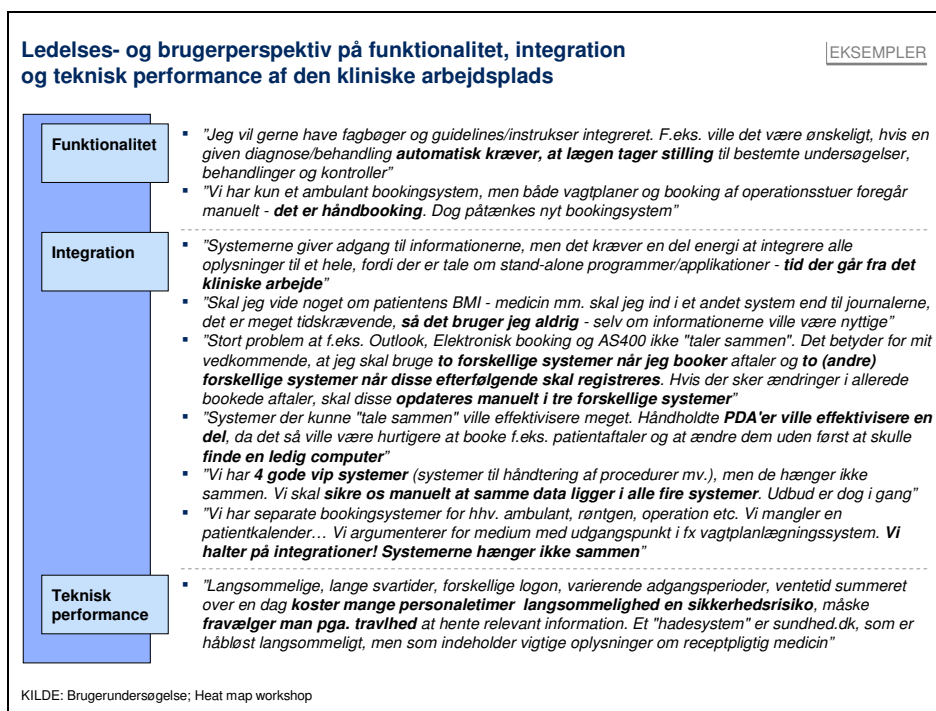 Ledelses- og brugerperspektiv på funktionalitet, integration
og teknisk performance af den kliniske arbejdsplads
EKSEMPLER
Funktionalitet
▪ ”Jeg vil gerne have fagbøger og guidelines/instrukser integreret. F.eks. ville det være ønskeligt, hvis en
given diagnose/behandling automatisk kræver, at lægen tager stilling til bestemte undersøgelser,
behandlinger og kontroller”
▪ ”Vi har kun et ambulant bookingsystem, men både vagtplaner og booking af operationsstuer foregår
manuelt - det er håndbooking. Dog påtænkes nyt bookingsystem”
Integration
▪ ”Systemerne giver adgang til informationerne, men det kræver en del energi at integrere alle
oplysninger til et hele, fordi der er tale om stand-alone programmer/applikationer - tid der går fra det
kliniske arbejde”
▪ ”Skal jeg vide noget om patientens BMI - medicin mm. skal jeg ind i et andet system end til journalerne,
det er meget tidskrævende, så det bruger jeg aldrig - selv om informationerne ville være nyttige”
▪ ”Stort problem at f.eks. Outlook, Elektronisk booking og AS400 ikke "taler sammen". Det betyder for mit
vedkommende, at jeg skal bruge to forskellige systemer når jeg booker aftaler og to (andre)
forskellige systemer når disse efterfølgende skal registreres. Hvis der sker ændringer i allerede
bookede aftaler, skal disse opdateres manuelt i tre forskellige systemer”
▪ ”Systemer der kunne "tale sammen" ville effektivisere meget. Håndholdte PDA'er ville effektivisere en
del, da det så ville være hurtigere at booke f.eks. patientaftaler og at ændre dem uden først at skulle
finde en ledig computer”
▪ ”Vi har 4 gode vip systemer (systemer til håndtering af procedurer mv.), men de hænger ikke
sammen. Vi skal sikre os manuelt at samme data ligger i alle fire systemer. Udbud er dog i gang”
▪ ”Vi har separate bookingsystemer for hhv. ambulant, røntgen, operation etc. Vi mangler en
patientkalender… Vi argumenterer for medium med udgangspunkt i fx vagtplanlægningssystem. Vi
halter på integrationer! Systemerne hænger ikke sammen”
Teknisk
performance
▪ ”Langsommelige, lange svartider, forskellige logon, varierende adgangsperioder, ventetid summeret
over en dag koster mange personaletimer langsommelighed en sikkerhedsrisiko, måske
fravælger man pga. travlhed at hente relevant information. Et "hadesystem" er sundhed.dk, som er
håbløst langsommeligt, men som indeholder vigtige oplysninger om receptpligtig medicin”
KILDE: Brugerundersøgelse; Heat map workshop